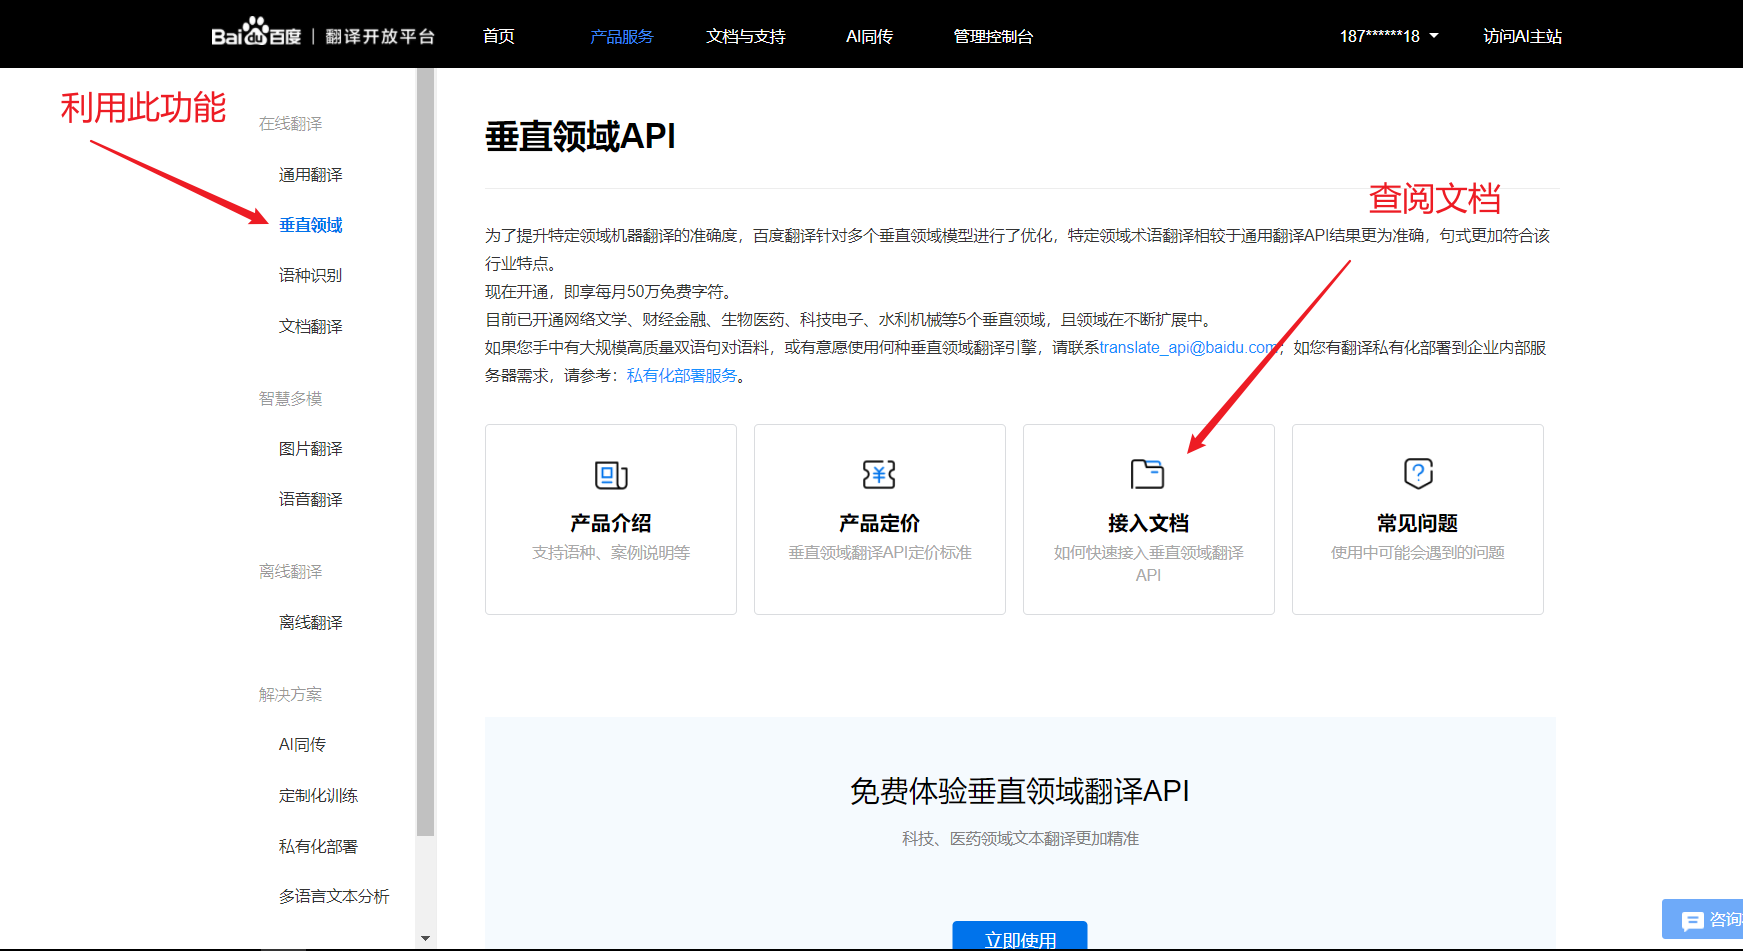 Baidu百度 | 翻译开放平台
首页
产品服务
文档与支持
AI同传
管理控制台
187******18
访问AI主站
利用此功能
在线翻译
通用翻译
垂直领域
语种识别
文档翻译
智慧多模
图片翻译
语音翻译
离线翻译
离线翻译
解决方案
AI同传
定制化训练
私有化部署
多语言文本分析
垂直领域API
查阅文档
为了提升特定领域机器翻译的准确度，百度翻译针对多个垂直领域模型进行了优化，特定领域术语翻译相较于通用翻译API结果更为准确，句式更加符合该
行业特点。
现在开通，即享每月50万免费字符。
目前已开通网络文学、财经金融、生物医药、科技电子、水利机械等5个垂直领域，且领域在不断扩展中。
如果您手中有大规模高质量双语句对语料，或有意愿使用何种垂直领域翻译引擎，请联系translate_api@baidu.com；如您有翻译私有化部署到企业内部服
务器需求，请参考：私有化部署服务。
产品介绍
支持语种、案例说明等
产品定价
垂直领域翻译API定价标准
接入文档
如何快速接入垂直领域翻译
API
常见问题
使用中可能会遇到的问题
免费体验垂直领域翻译API
科技、医药领域文本翻译更加精准
立即使用
咨询